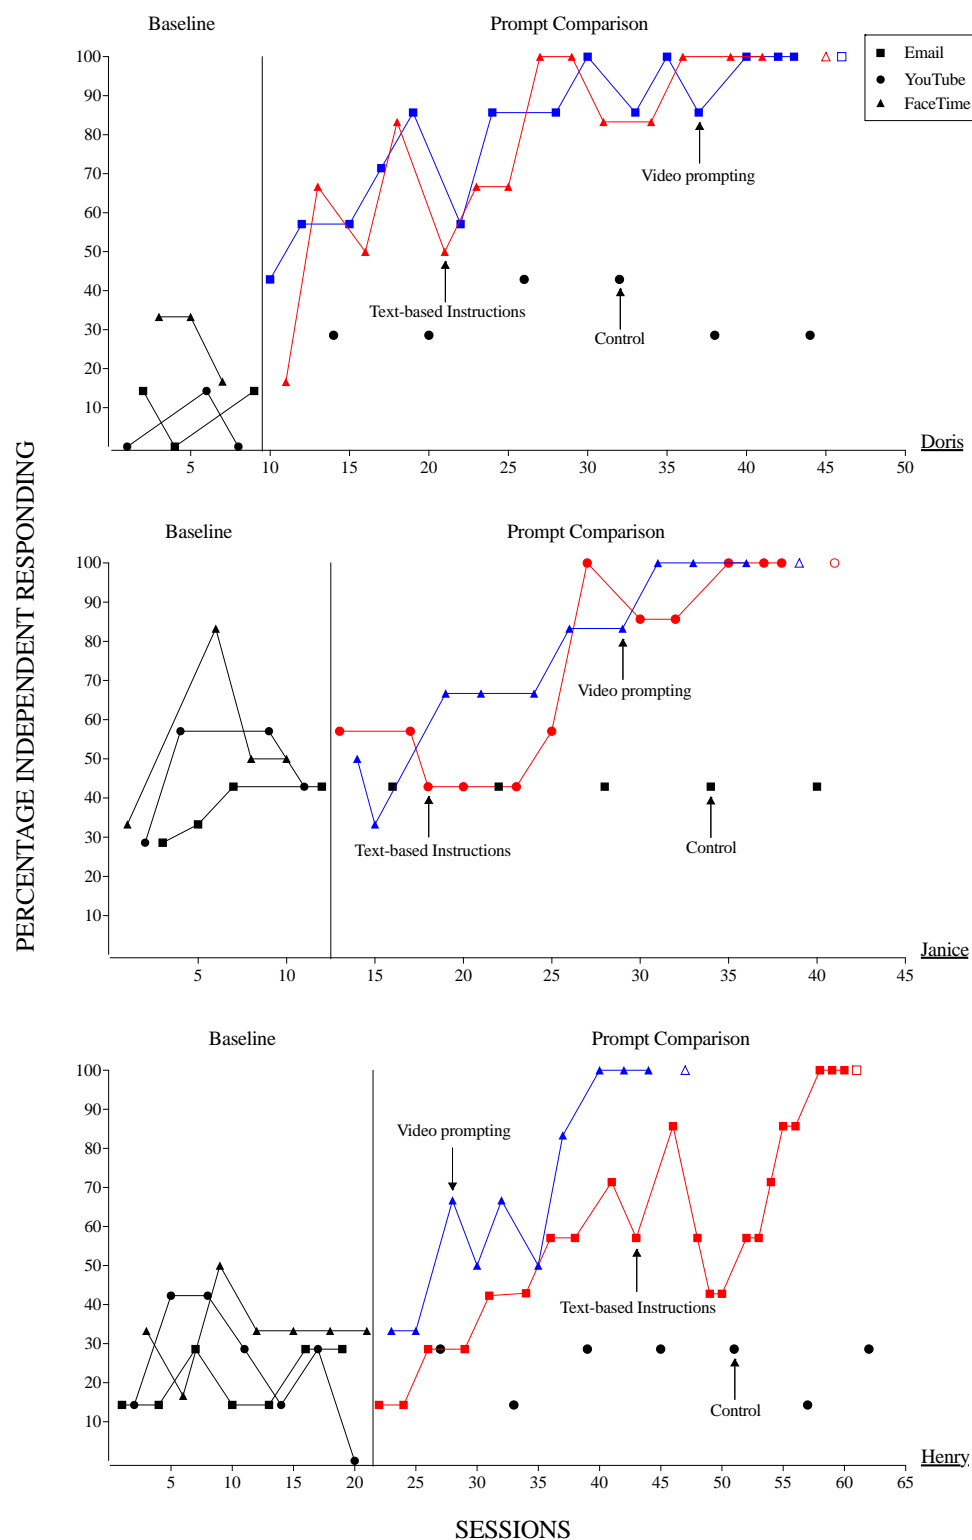 Baseline
Prompt Comparison
Email
YouTube
FaceTime
100
90
80
70
60
50
40
30
20
10
Video prompting
Text-based Instructions
Control
5
10
15
20
25
30
35
40
45
50
Doris
PERCENTAGE INDEPENDENT RESPONDING
Baseline
Prompt Comparison
100
90
80
70
60
50
40
30
20
10
Video prompting
Text-based Instructions
Control
5
10
15
20
25
30
35
40
45
Janice
Baseline
Prompt Comparison
100
90
80
70
60
50
40
30
20
10
Video prompting
Text-based Instructions
Control
5
10
15
20
25
30
35
40
45
50
55
60
65
Henry
SESSIONS